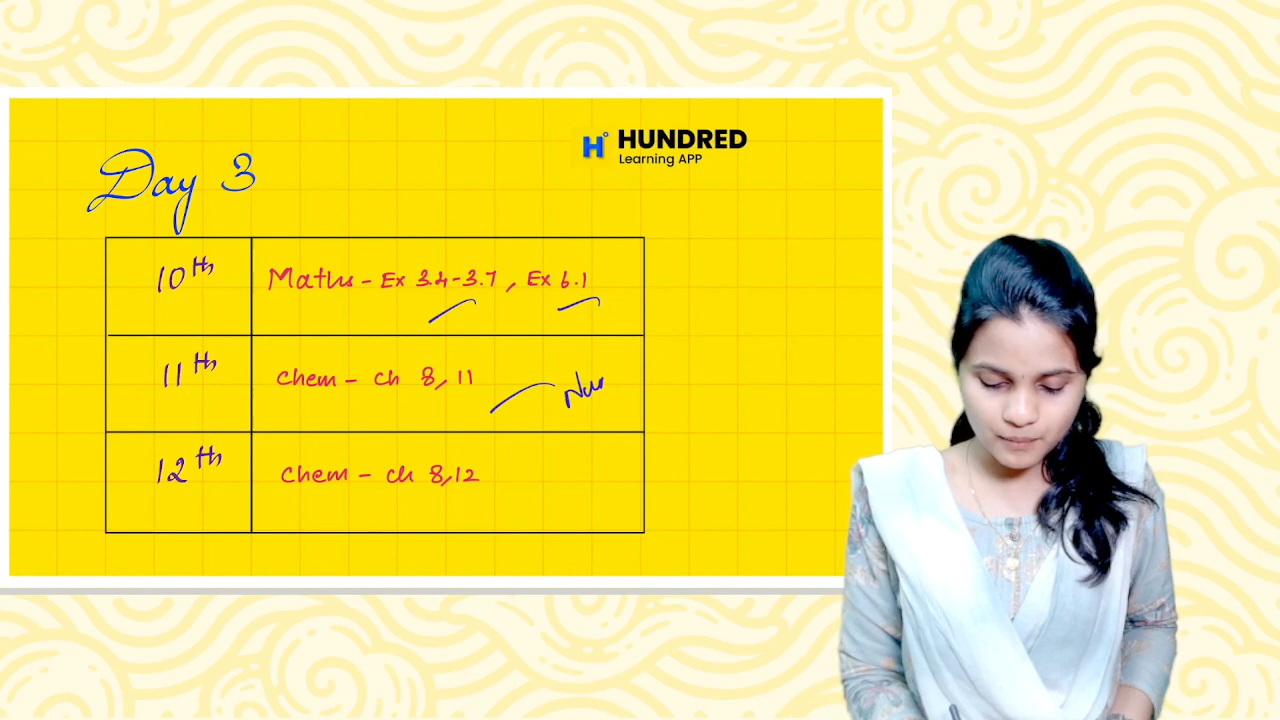 HUNDRED
Learning APP
Day 3
10th Maths - Ex 3.4-3.7, Ex 6.1
11th Chem - Ch 8, 11
12th Chem - Ch 8,12